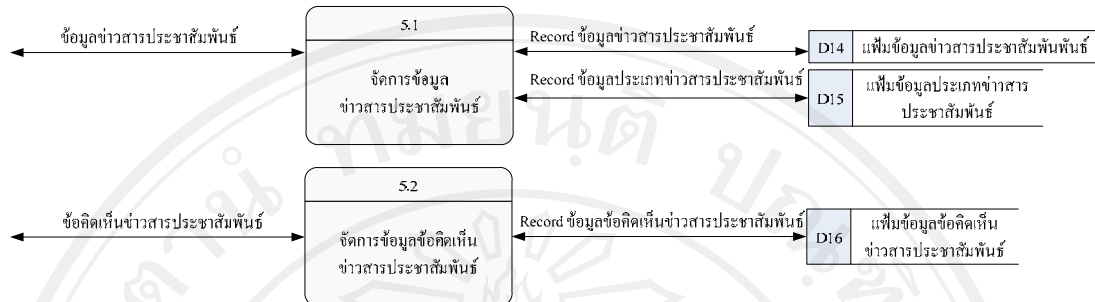 5.1
ข้อมูลข่าวสารประชาสัมพันธ์
จัดการข้อมูล
ข่าวสารประชาสัมพันธ์
Record ข้อมูลข่าวสารประชาสัมพันธ์
D14 แฟ้มข้อมูลข่าวสารประชาสัมพันพันธ์
Record ข้อมูลประเภทข่าวสารประชาสัมพันธ์
D15 แฟ้มข้อมูลประเภทข่าวสาร
ประชาสัมพันธ์
5.2
ข้อคิดเห็นข่าวสารประชาสัมพันธ์
จัดการข้อมูลข้อคิดเห็น
ข่าวสารประชาสัมพันธ์
Record ข้อมูลข้อคิดเห็นข่าวสารประชาสัมพันธ์
D16 แฟ้มข้อมูลข้อคิดเห็น
ข่าวสารประชาสัมพันธ์